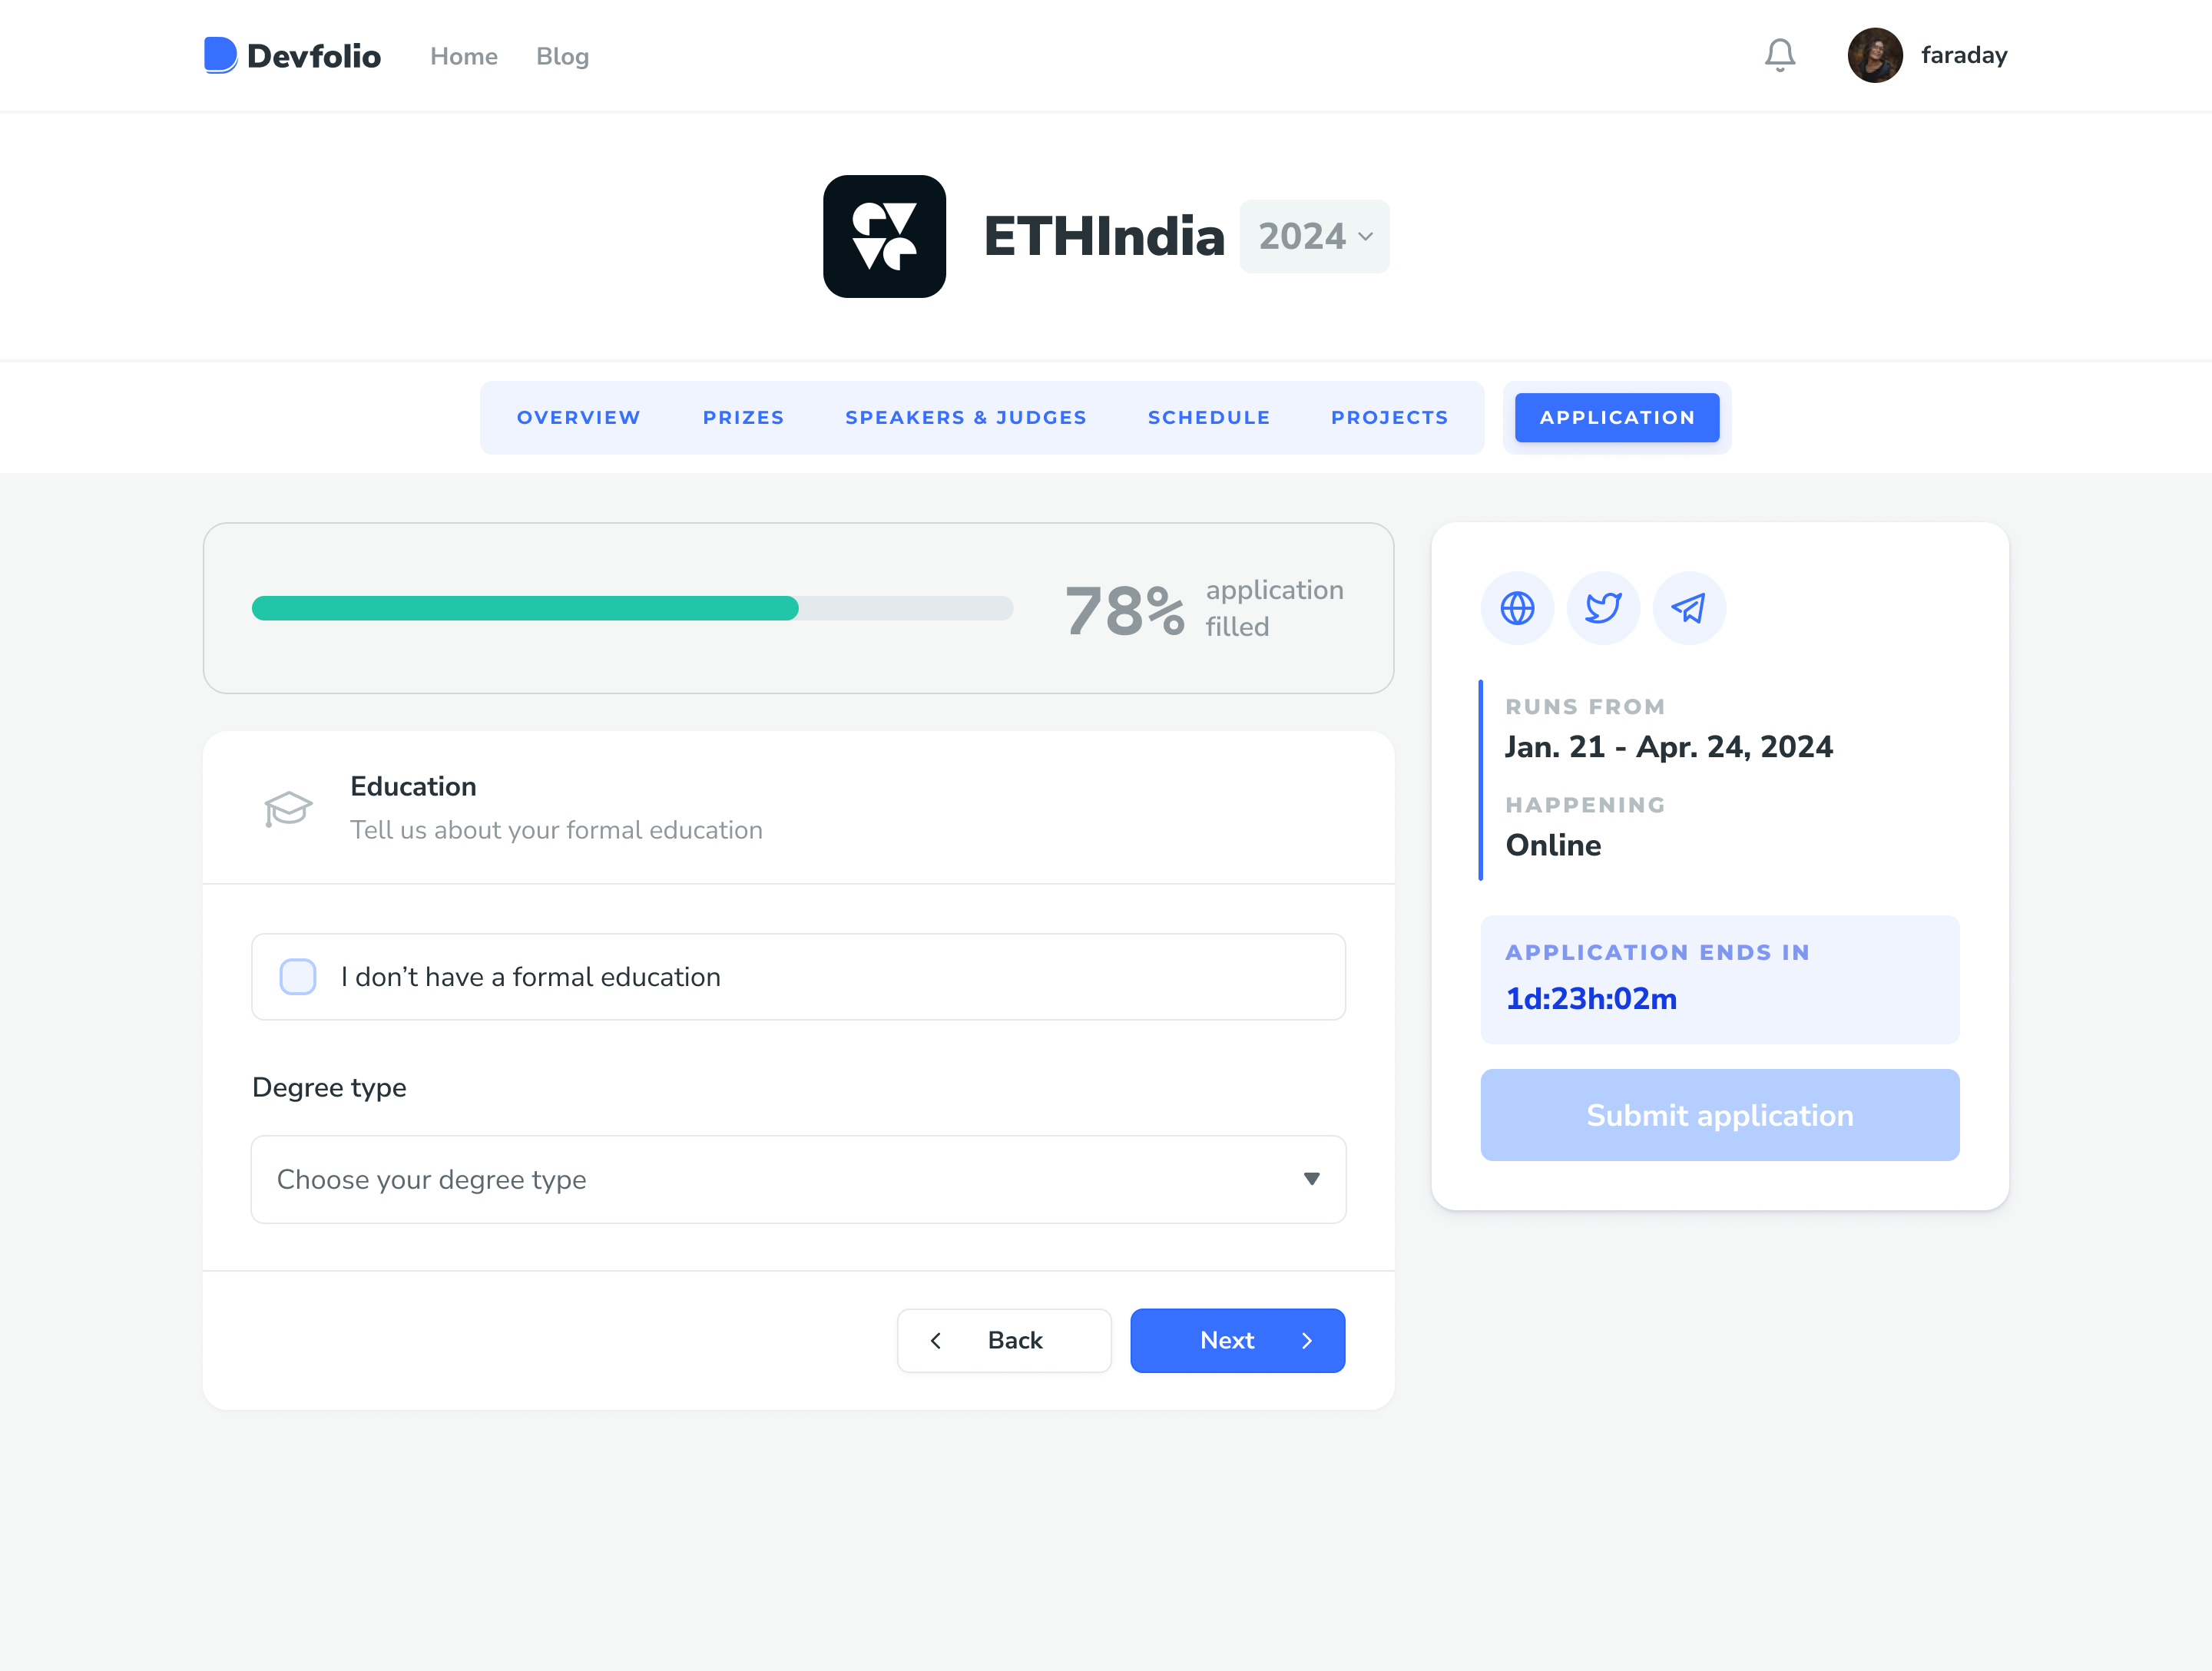 Devfolio
Home
Blog
faraday
ETHIndia
2024
OVERVIEW
PRIZES
SPEAKERS & JUDGES
SCHEDULE
PROJECTS
APPLICATION
78%
application
filled
Education
Tell us about your formal education
I don’t have a formal education
Degree type
Choose your degree type
Back
Next
RUNS FROM
Jan. 21 - Apr. 24, 2024
HAPPENING
Online
APPLICATION ENDS IN
1d:23h:02m
Submit application